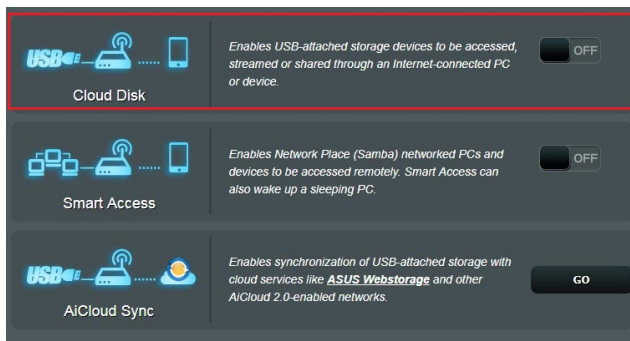 USB
Cloud Disk
Enables USB-attached storage devices to be accessed,
streamed or shared through an Internet-connected PC
or device.
OFF
Smart Access
Enables Network Place (Samba) networked PCs and
devices to be accessed remotely. Smart Access can
also wake up a sleeping PC.
OFF
USB
AiCloud Sync
Enables synchronization of USB-attached storage with
cloud services like ASUS Webstorage and other
AiCloud 2.0-enabled networks.
GO